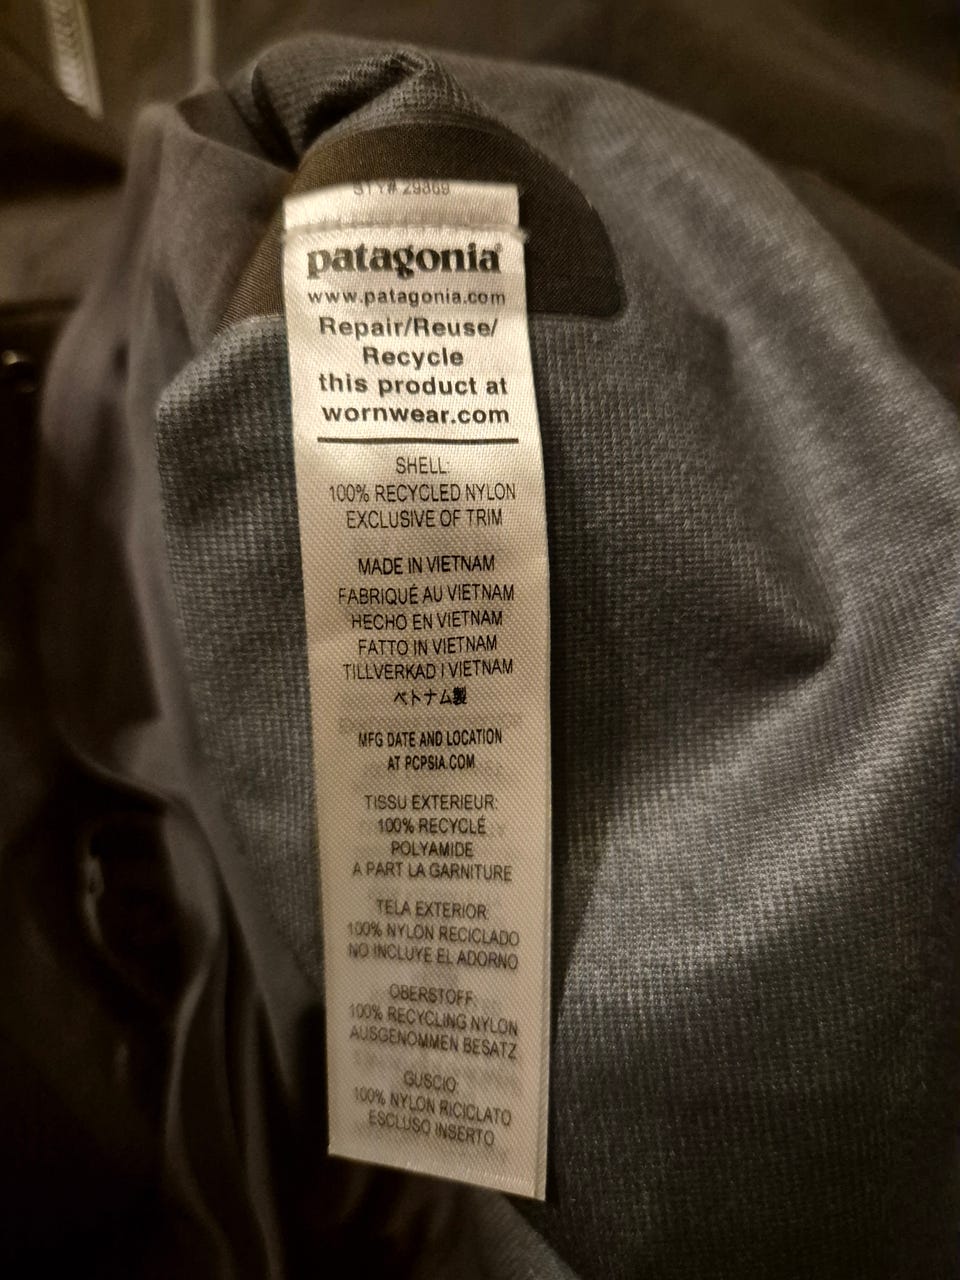 STY# 29869
patagonia®
www.patagonia.com
Repair/Reuse/
Recycle
this product at
wornwear.com
SHELL:
100% RECYCLED NYLON
EXCLUSIVE OF TRIM
MADE IN VIETNAM
FABRIQUÉ AU VIETNAM
HECHO EN VIETNAM
FATTO IN VIETNAM
TILLVERKAD I VIETNAM
ベトナム製
MFG DATE AND LOCATION
AT PCPSIA.COM
TISSU EXTERIEUR:
100% RECYCLÉ
POLYAMIDE
A PART LA GARNITURE
TELA EXTERIOR:
100% NYLON RECICLADO
NO INCLUYE EL ADORNO
OBERSTOFF:
100% RECYCLING NYLON
AUSGENOMMEN BESATZ
GUSCIO:
100% NYLON RICICLATO
ESCLUSO INSERTO